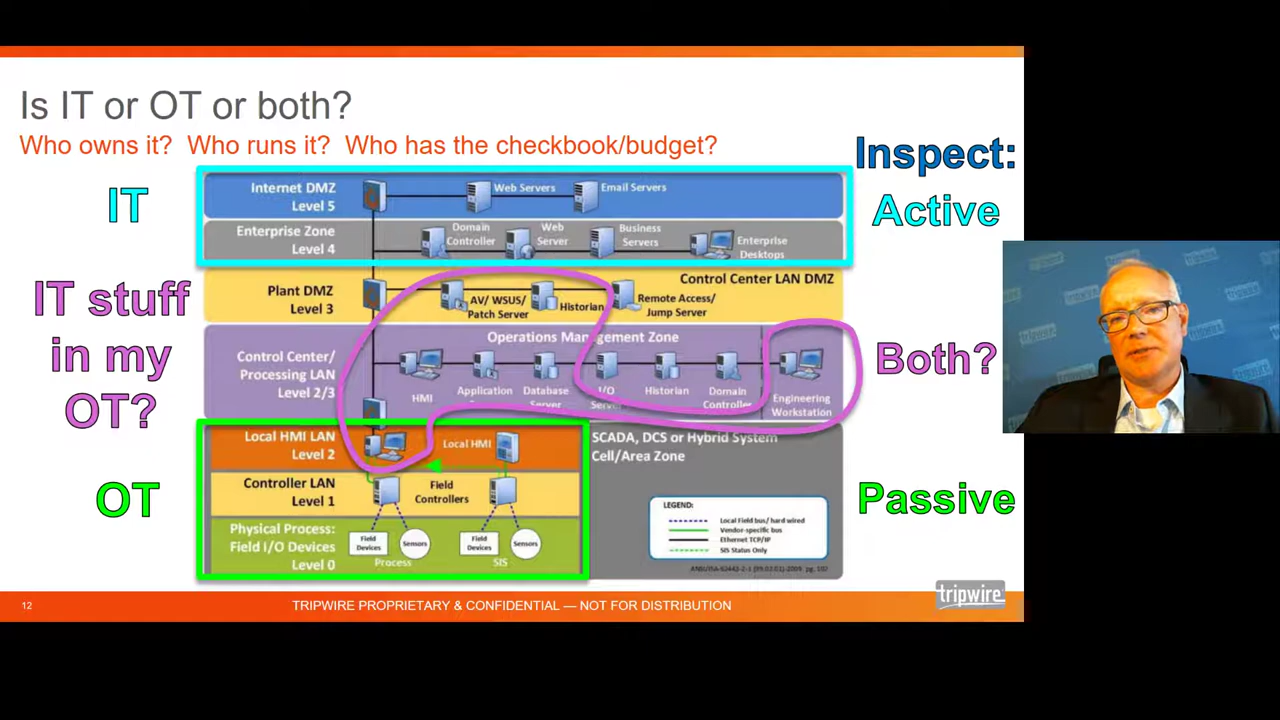 Is IT or OT or both?
Who owns it? Who runs it? Who has the checkbook/budget?
Inspect:
IT
Active
Internet DMZ
Level 5
Web Servers
Email Servers
Enterprise Zone
Level 4
Domain
Controller
Web
Server
Business
Servers
Enterprise
Desktops
IT stuff
in my
OT?
Both?
Plant DMZ
Level 3
AV/ WSUS/
Patch Server
Historian
Control Center LAN DMZ
Remote Access/
Jump Server
Operations Management Zone
Control Center/
Processing LAN
Level 2/3
HMI
Application
Database
Server
I/O
Server
Historian
Domain
Controller
Engineering
Workstation
OT
Passive
Local HMI LAN
Level 2
Local HMI
SCADA, DCS or Hybrid System
Cell/Area Zone
Controller LAN
Level 1
Field
Controllers
Physical Process:
Field I/O Devices
Level 0
Field
Devices
Sensors
Process
Field
Devices
Sensors
SIS
LEGEND:
Local Field bus/ hard wired
Vendor-specific bus
Ethernet TCP/IP
SIS Status Only
12
TRIPWIRE PROPRIETARY & CONFIDENTIAL — NOT FOR DISTRIBUTION
tripwire